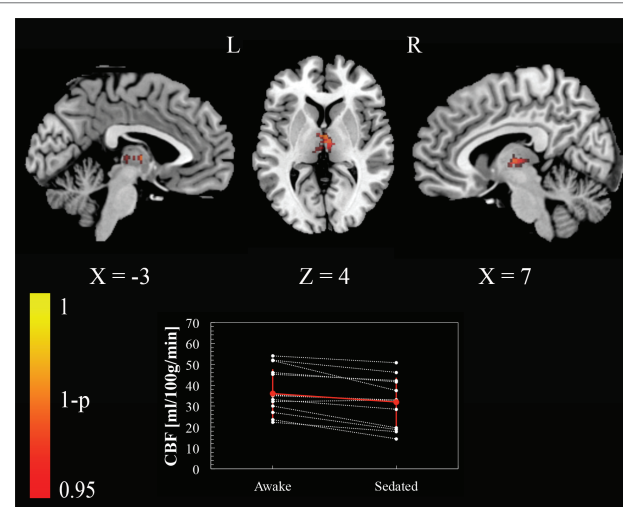 L
R
X = -3
Z = 4
X = 7
1
1-p
0.95
CBF [ml/100g/min]
70
60
50
40
30
20
10
0
Awake
Sedated